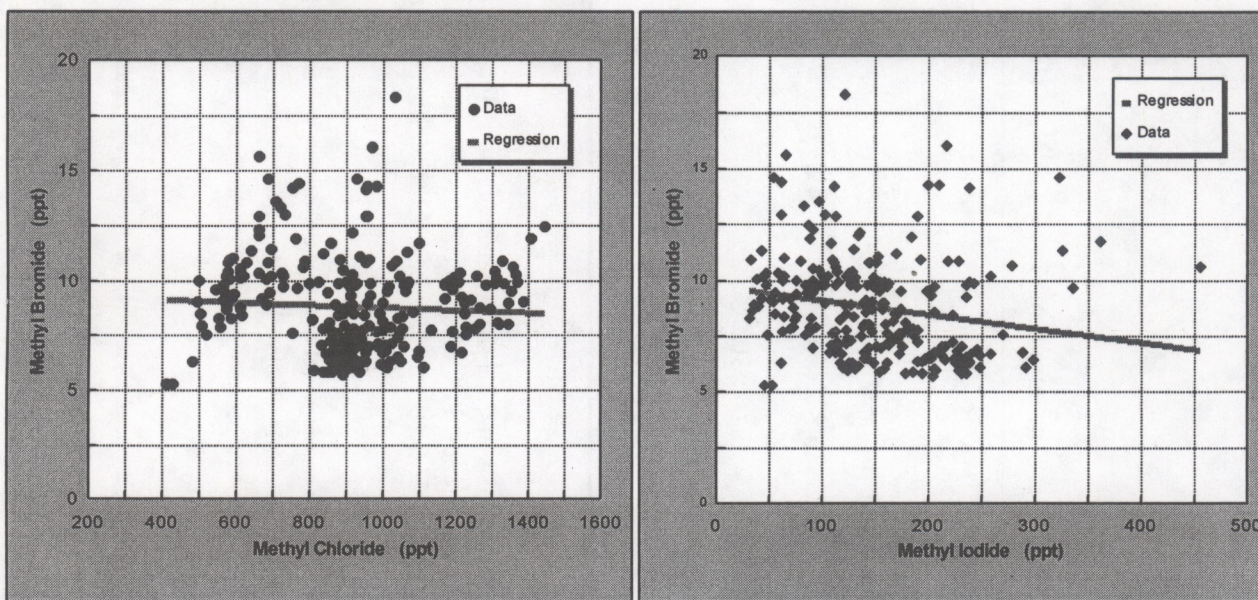 20
15
10
5
0
Methyl Bromide (ppt)
Data
Regression
200 400 600 800 1000 1200 1400 1600
Methyl Chloride (ppt)
20
15
10
5
0
Methyl Bromide (ppt)
Regression
Data
0 100 200 300 400 500
Methyl Iodide (ppt)